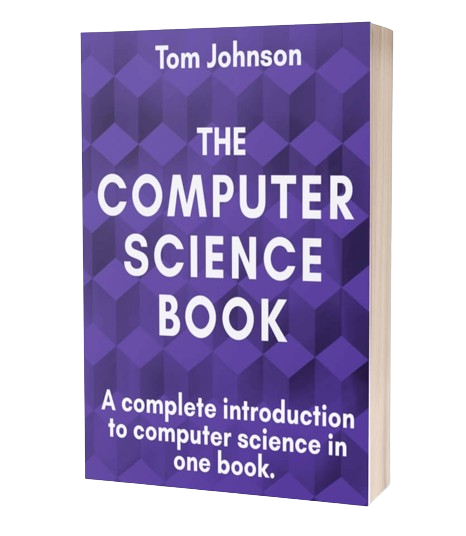 Tom Johnson
THE
COMPUTER
SCIENCE
BOOK
A complete introduction
to computer science in
one book.